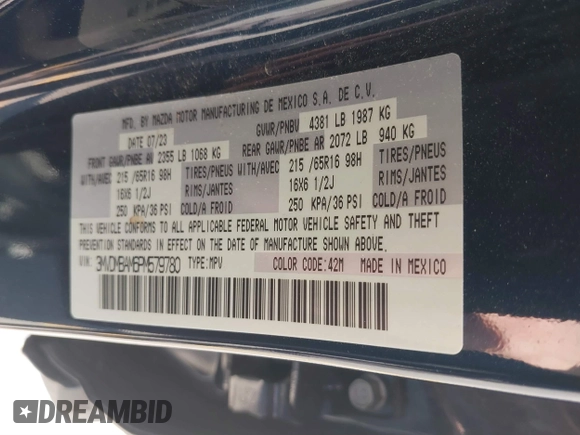 MFD. BY MAZDA MOTOR MANUFACTURING DE MEXICO S.A. DE C.V.
DATE 07/23 GVWR/PNBV 4381 LB 1987 KG
FRONT GAWR/PNBE AV 2355 LB 1068 KG REAR GAWR/PNBE AR 2072 LB 940 KG
WITH/AVEC 215 /65R16 98H TIRES/PNEUS WITH/AVEC 215 /65R16 98H TIRES/PNEUS
16X6 1/2J RIMS/JANTES 16X6 1/2J RIMS/JANTES
250 KPA/36 PSI COLD/A FROID 250 KPA/36 PSI COLD/A FROID
THIS VEHICLE CONFORMS TO ALL APPLICABLE FEDERAL MOTOR VEHICLE SAFETY AND THEFT
PREVENTION STANDARDS IN EFFECT ON THE DATE OF MANUFACTURE SHOWN ABOVE.
VIN: 3MVDMBAM6PM579780 TYPE:MPV COLOR CODE:42M MADE IN MEXICO
DREAMBID